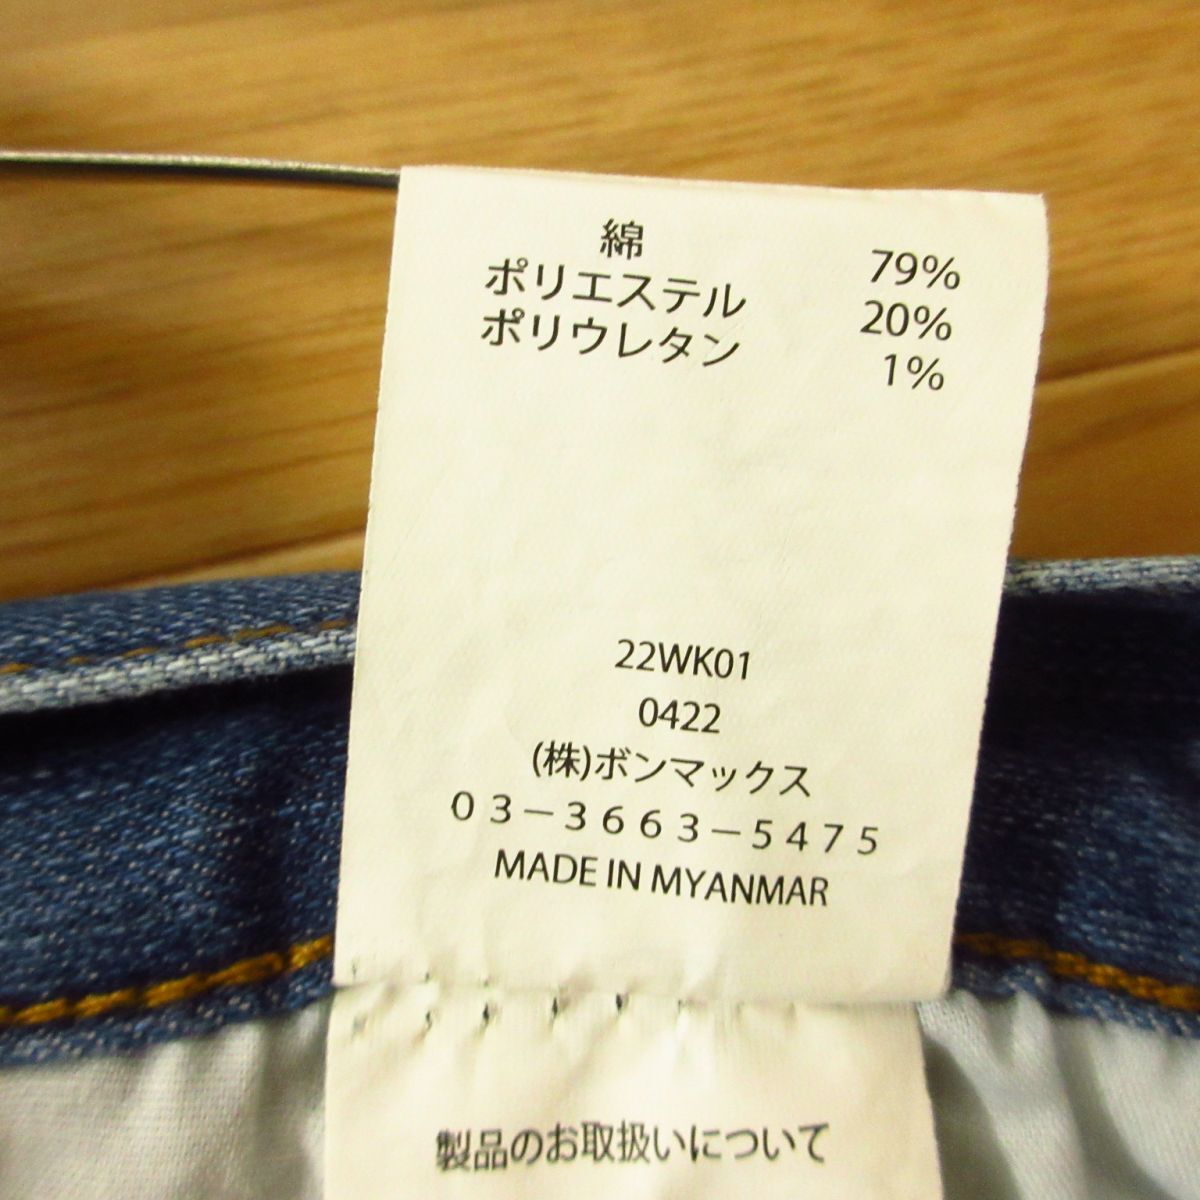 綿 79%
ポリエステル 20%
ポリウレタン 1%
22WK01
0422
(株)ボンマックス
03-3663-5475
MADE IN MYANMAR
製品のお取扱いについて